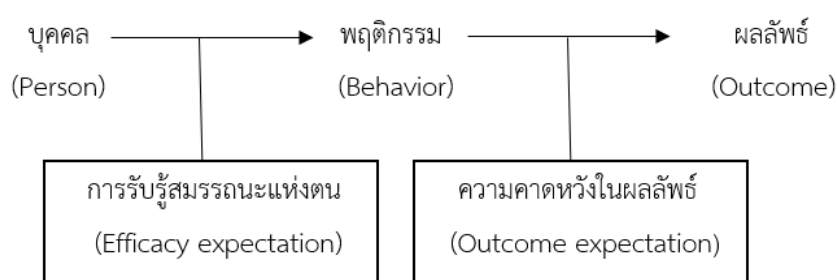 บุคคล
(Person)
พฤติกรรม
(Behavior)
ผลลัพธ์
(Outcome)
การรับรู้สมรรถนะแห่งตน
(Efficacy expectation)
ความคาดหวังในผลลัพธ์
(Outcome expectation)